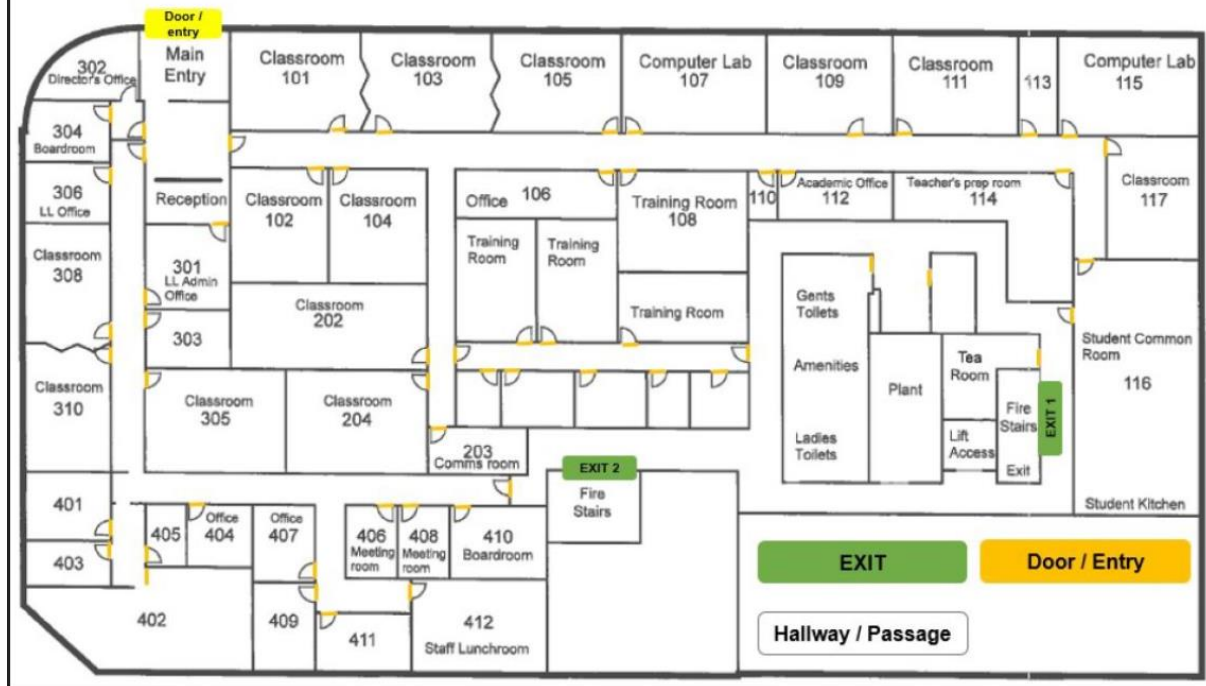 Door /
entry
Main
Entry
302
Director's Office
Classroom
101
Classroom
103
Classroom
105
Computer Lab
107
Classroom
109
Classroom
111
113
Computer Lab
115
304
Boardroom
306
LL Office
Reception
Classroom
102
Classroom
104
Office 106
Training Room
108
110
Academic Office
112
Teacher's prep room
114
Classroom
117
Classroom
308
301
LL Admin
Office
Training
Room
Training
Room
Training Room
Classroom
202
303
Gents
Toilets
Amenities
Ladies
Toilets
Plant
Tea
Room
Lift
Access
Fire
Stairs
Exit
EXIT 1
Student Common
Room
116
Student Kitchen
Classroom
310
Classroom
305
Classroom
204
203
Comms room
EXIT 2
Fire
Stairs
401
403
405
Office
404
Office
407
406
Meeting
room
408
Meeting
room
410
Boardroom
402
409
411
412
Staff Lunchroom
EXIT
Door / Entry
Hallway / Passage